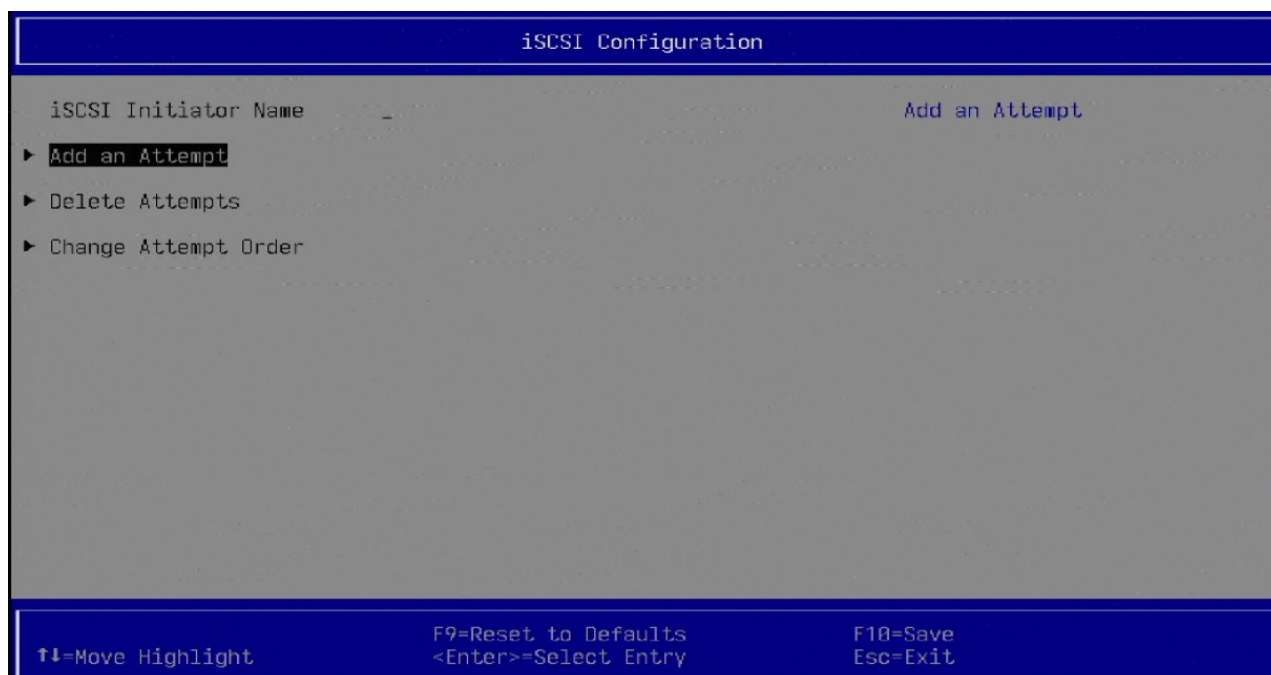 iSCSI Configuration
iSCSI Initiator Name _
Add an Attempt
► Add an Attempt
► Delete Attempts
► Change Attempt Order
F9=Reset to Defaults F10=Save
↑↓=Move Highlight <Enter>=Select Entry Esc=Exit